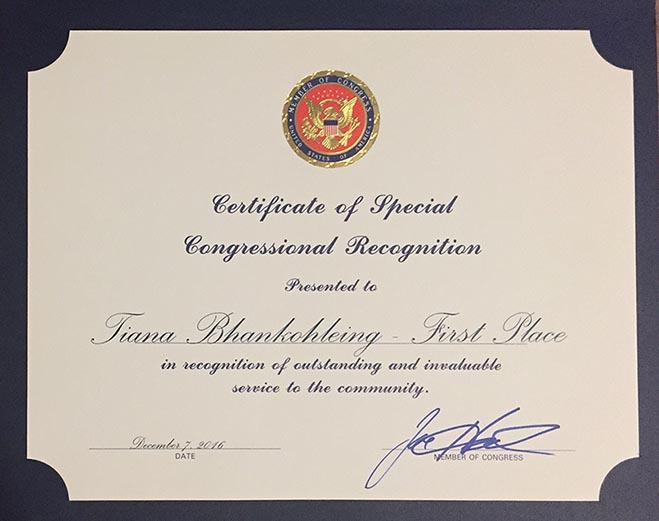 MEMBER OF CONGRESS
UNITED STATES OF AMERICA
Certificate of Special
Congressional Recognition
Presented to
Tiana Bhankohleing - First Place
in recognition of outstanding and invaluable
service to the community.
December 7, 2016
DATE
MEMBER OF CONGRESS